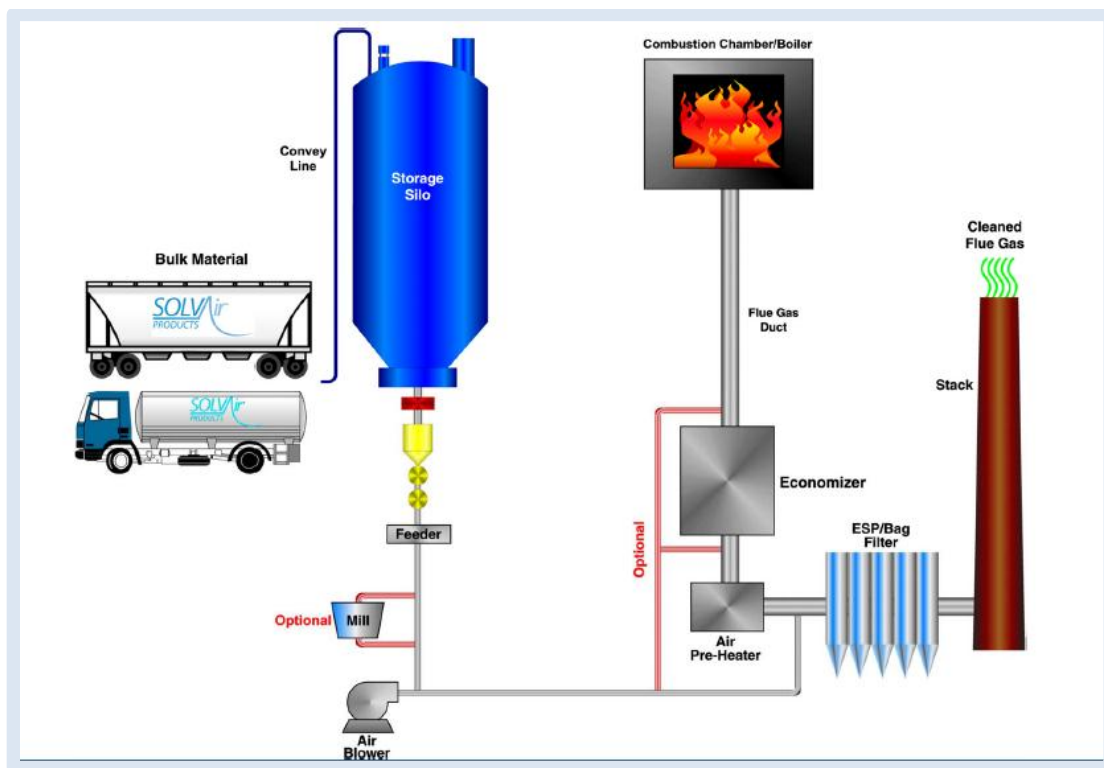 Combustion Chamber/Boiler
Convey
Line
Storage
Silo
Cleaned
Flue Gas
Bulk Material
SOLVAir
PRODUCTS
Flue Gas
Duct
Stack
SOLVAir
PRODUCTS
Economizer
Feeder
Optional
ESP/Bag
Filter
Optional
Mill
Air
Pre-Heater
Air
Blower